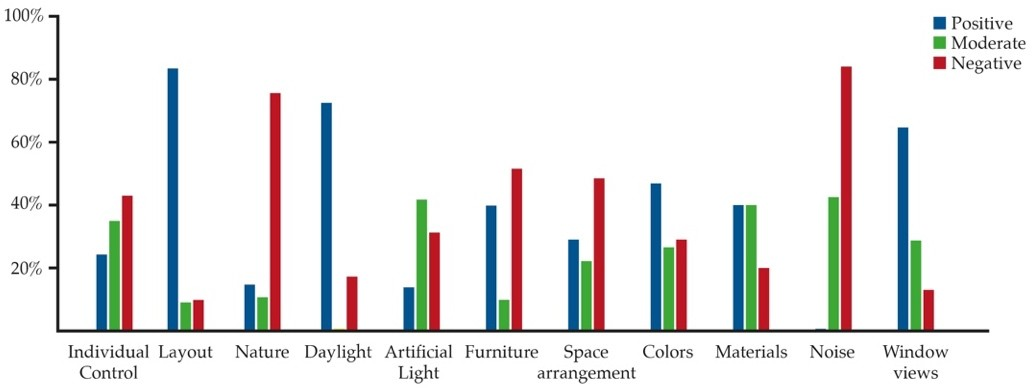 100%
80%
60%
40%
20%
Positive
Moderate
Negative
Individual Control
Layout
Nature
Daylight
Artificial Light
Furniture
Space arrangement
Colors
Materials
Noise
Window views